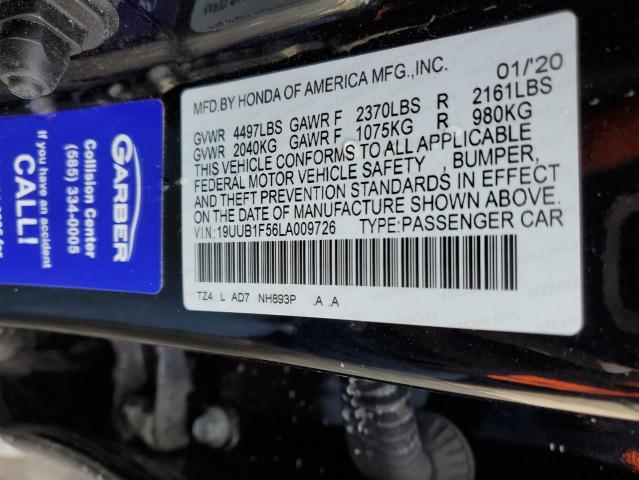 MFD.BY HONDA OF AMERICA MFG.,INC. 01/'20
GVWR 4497LBS GAWR F 2370LBS R 2161LBS
GVWR 2040KG GAWR F 1075KG R 980KG
THIS VEHICLE CONFORMS TO ALL APPLICABLE
FEDERAL MOTOR VEHICLE SAFETY , BUMPER,
AND THEFT PREVENTION STANDARDS IN EFFECT
ON THE DATE OF MANUFACTURE SHOWN ABOVE.
V.I.N.:19UUB1F56LA009726 TYPE:PASSENGER CAR
TZ4 L AD7 NH893P .A .A
GARBER
Collision Center
(585) 334-0005
If you have an accident
CALL!